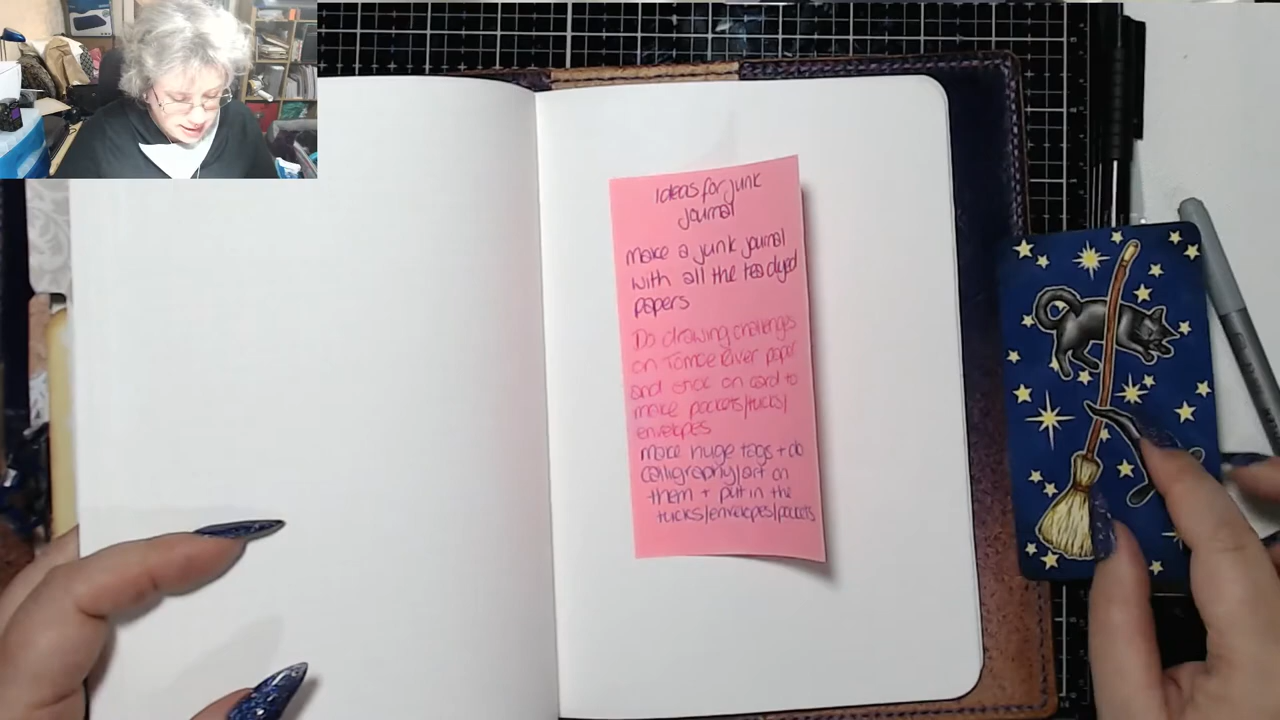 Ideas for junk
journal
make a junk journal
with all the tea dyed
papers
Do drawing challenges
on Tomoe River paper
and stick on card to
make pockets/tucks/
envelopes
make huge tags + do
calligraphy/art on
them + put in the
tucks/envelopes/pockets